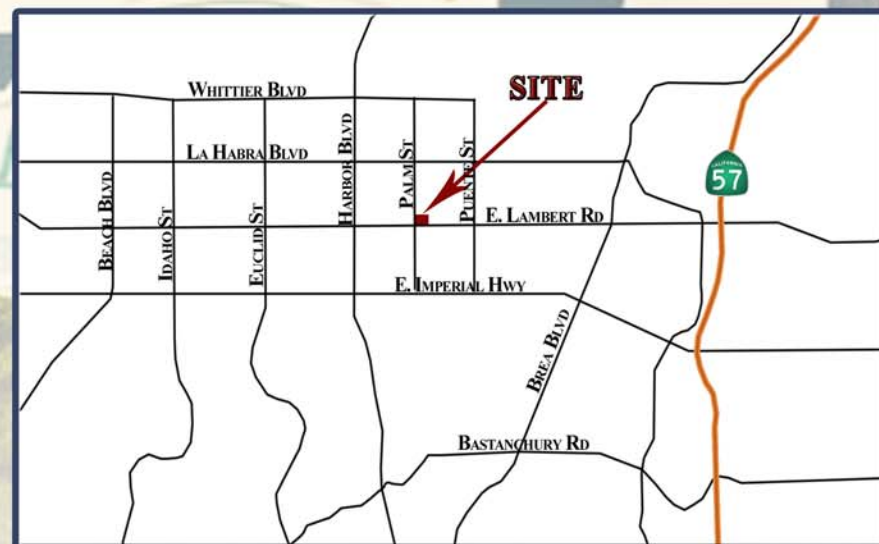 WHITTIER BLVD
SITE
LA HABRA BLVD
HARBOR BLVD
PALM ST
PUENTE ST
CALIFORNIA
57
BEACH BLVD
IDAHO ST
EUCLID ST
E. LAMBERT RD
E. IMPERIAL HWY
BREA BLVD
BASTANCHURY RD